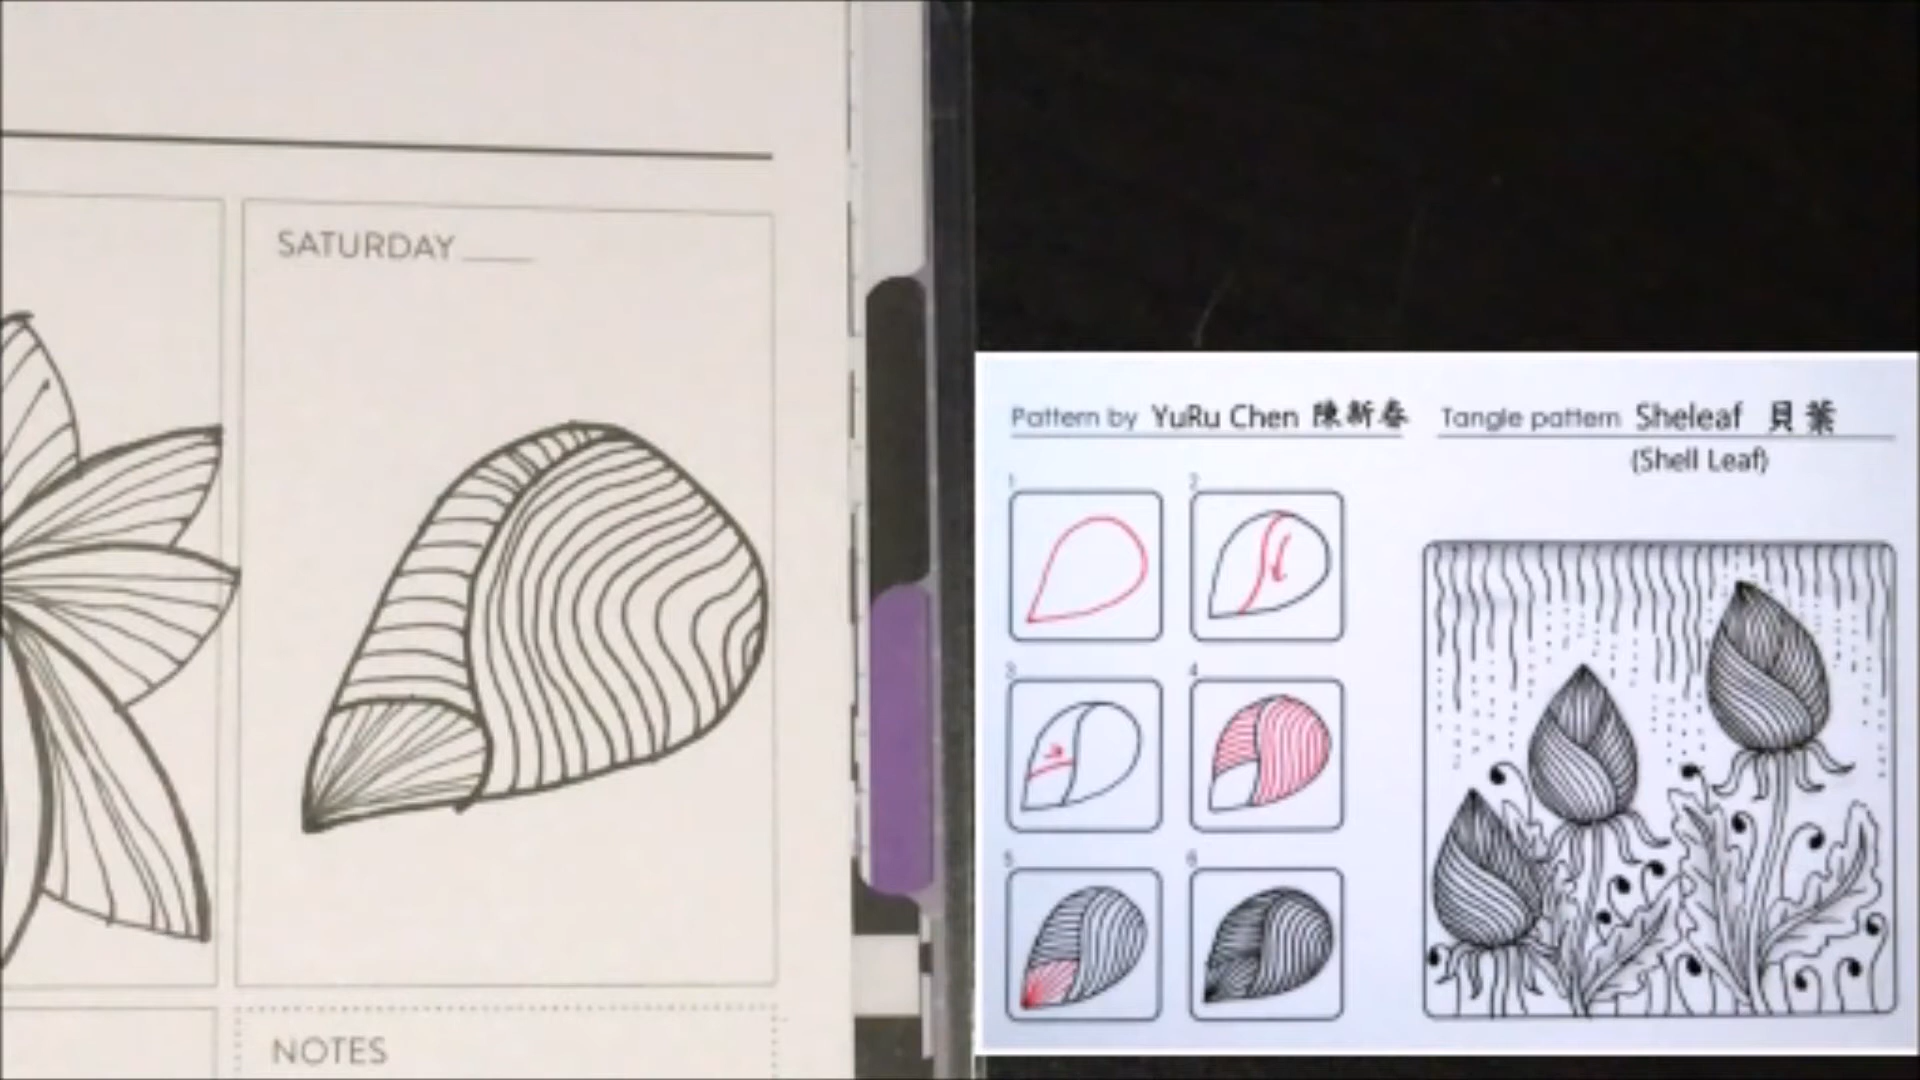 SATURDAY
NOTES
Pattern by YuRu Chen 陳新春
Tangle pattern Sheleaf 貝葉
(Shell Leaf)
1
2
3
4
5
6